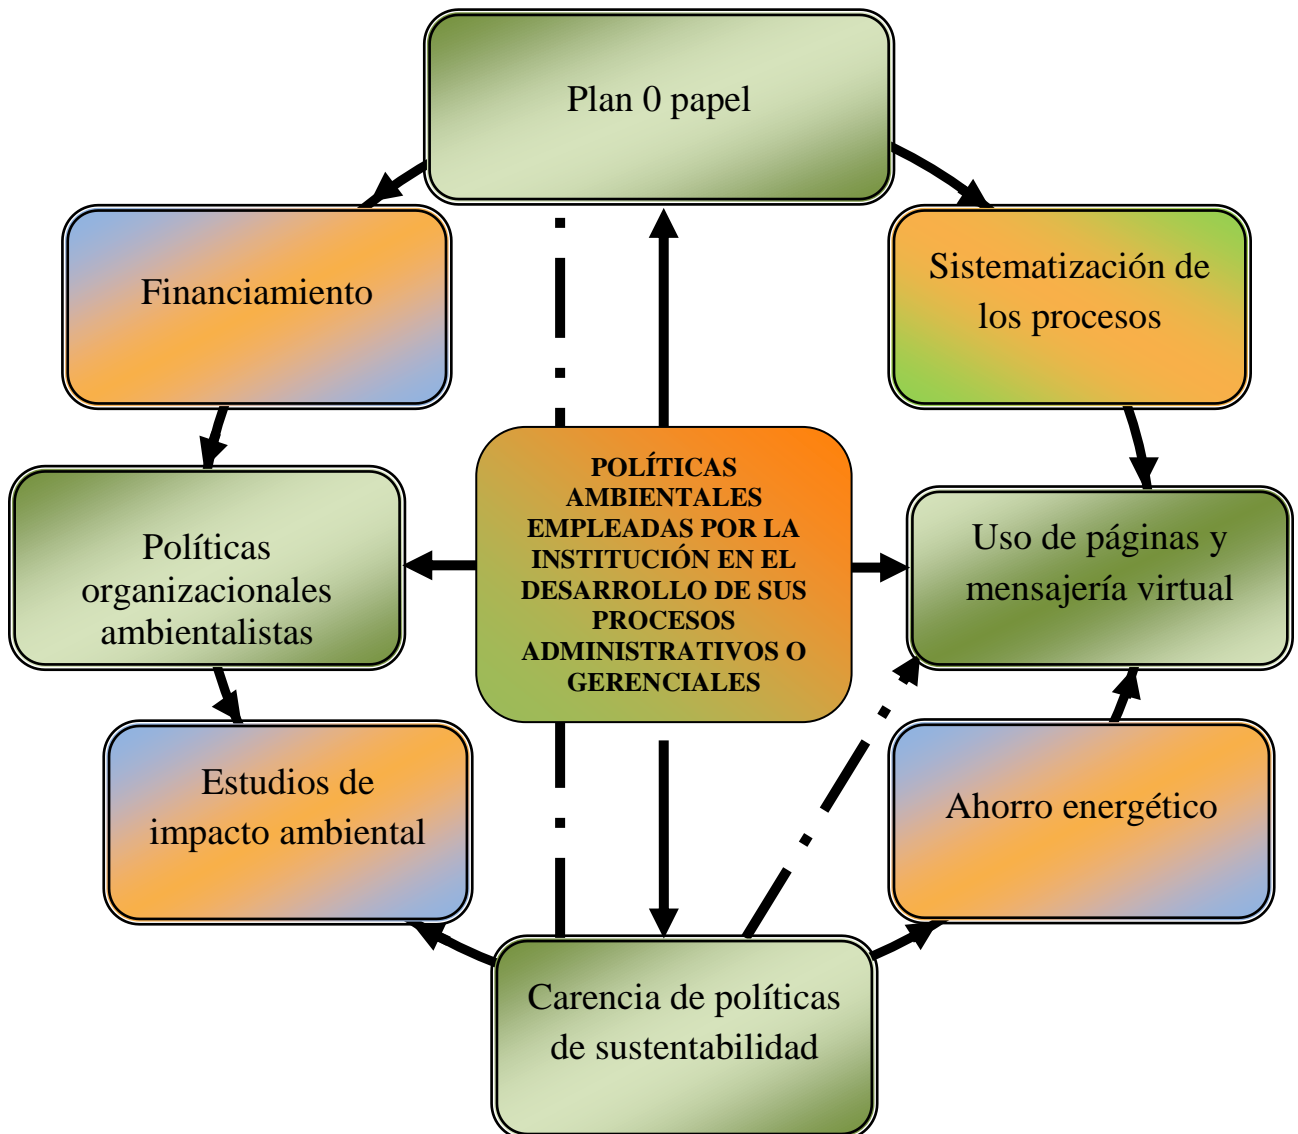 Plan 0 papel
Financiamiento
Sistematización de
los procesos
POLÍTICAS
AMBIENTALES
EMPLEADAS POR LA
INSTITUCIÓN EN EL
DESARROLLO DE SUS
PROCESOS
ADMINISTRATIVOS O
GERENCIALES
Políticas
organizacionales
ambientalistas
Uso de páginas y
mensajería virtual
Estudios de
impacto ambiental
Ahorro energético
Carencia de políticas
de sustentabilidad